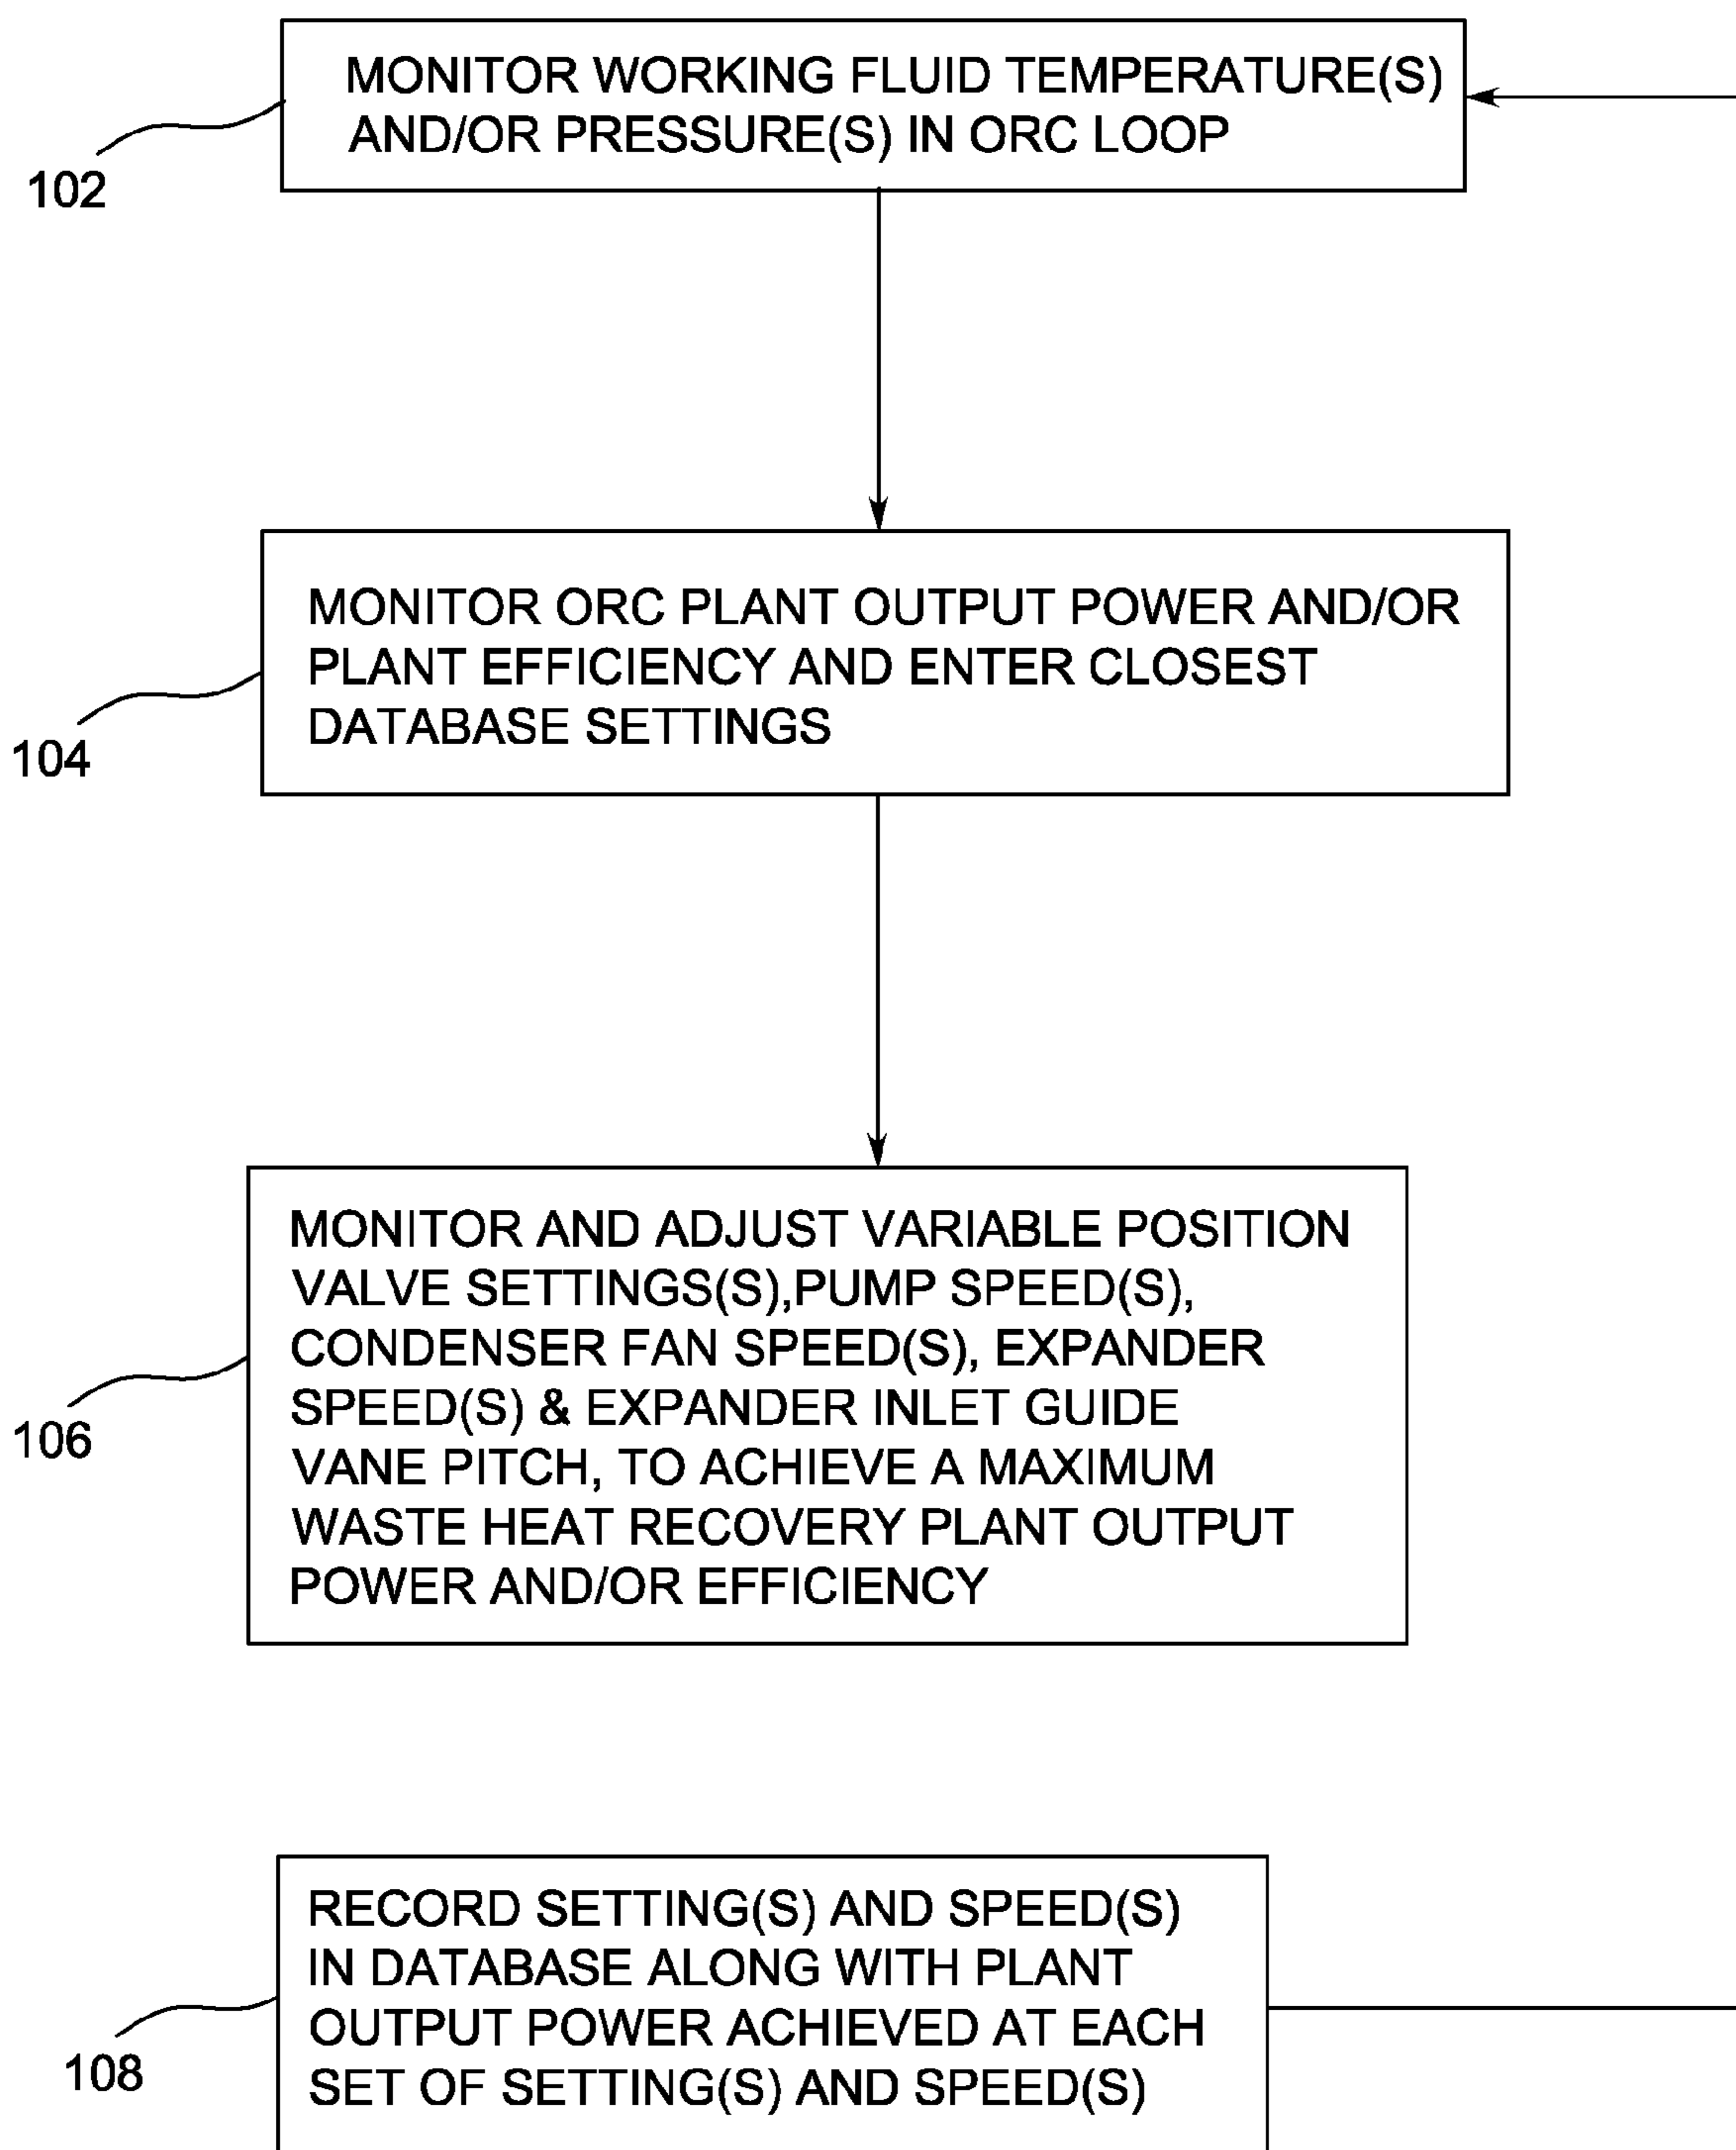 MONITOR WORKING FLUID TEMPERATURE(S)
AND/OR PRESSURE(S) IN ORC LOOP
102
MONITOR ORC PLANT OUTPUT POWER AND/OR
PLANT EFFICIENCY AND ENTER CLOSEST
DATABASE SETTINGS
104
MONITOR AND ADJUST VARIABLE POSITION
VALVE SETTINGS(S),PUMP SPEED(S),
CONDENSER FAN SPEED(S), EXPANDER
SPEED(S) & EXPANDER INLET GUIDE
VANE PITCH, TO ACHIEVE A MAXIMUM
WASTE HEAT RECOVERY PLANT OUTPUT
POWER AND/OR EFFICIENCY
106
RECORD SETTING(S) AND SPEED(S)
IN DATABASE ALONG WITH PLANT
OUTPUT POWER ACHIEVED AT EACH
SET OF SETTING(S) AND SPEED(S)
108